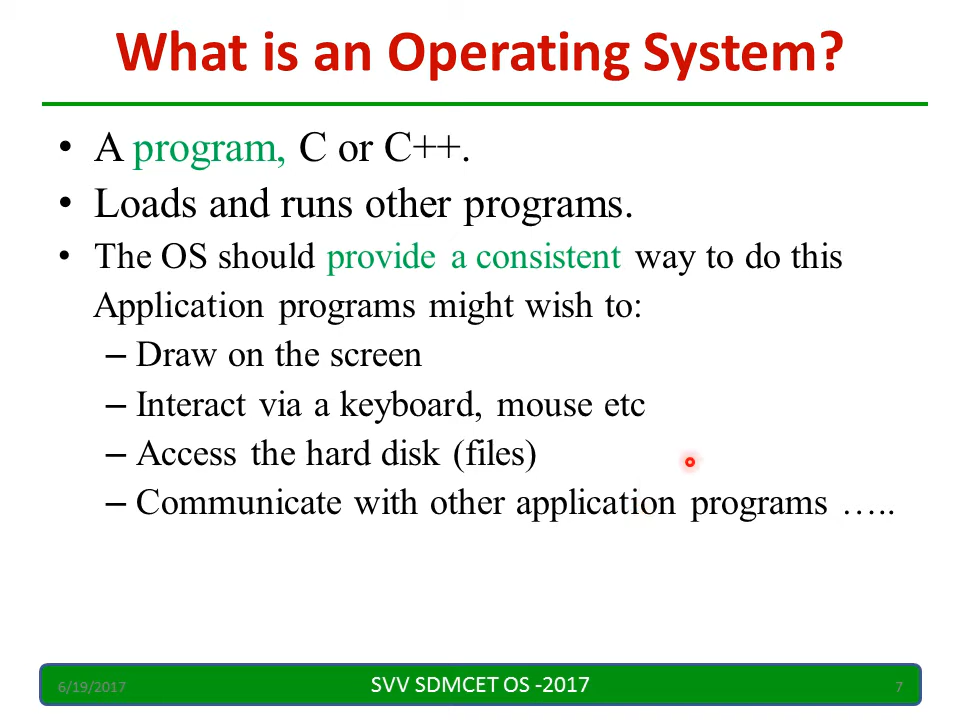 What is an Operating System?
• A program, C or C++.
• Loads and runs other programs.
• The OS should provide a consistent way to do this
Application programs might wish to:
– Draw on the screen
– Interact via a keyboard, mouse etc
– Access the hard disk (files)
– Communicate with other application programs …..
6/19/2017 SVV SDMCET OS -2017 7